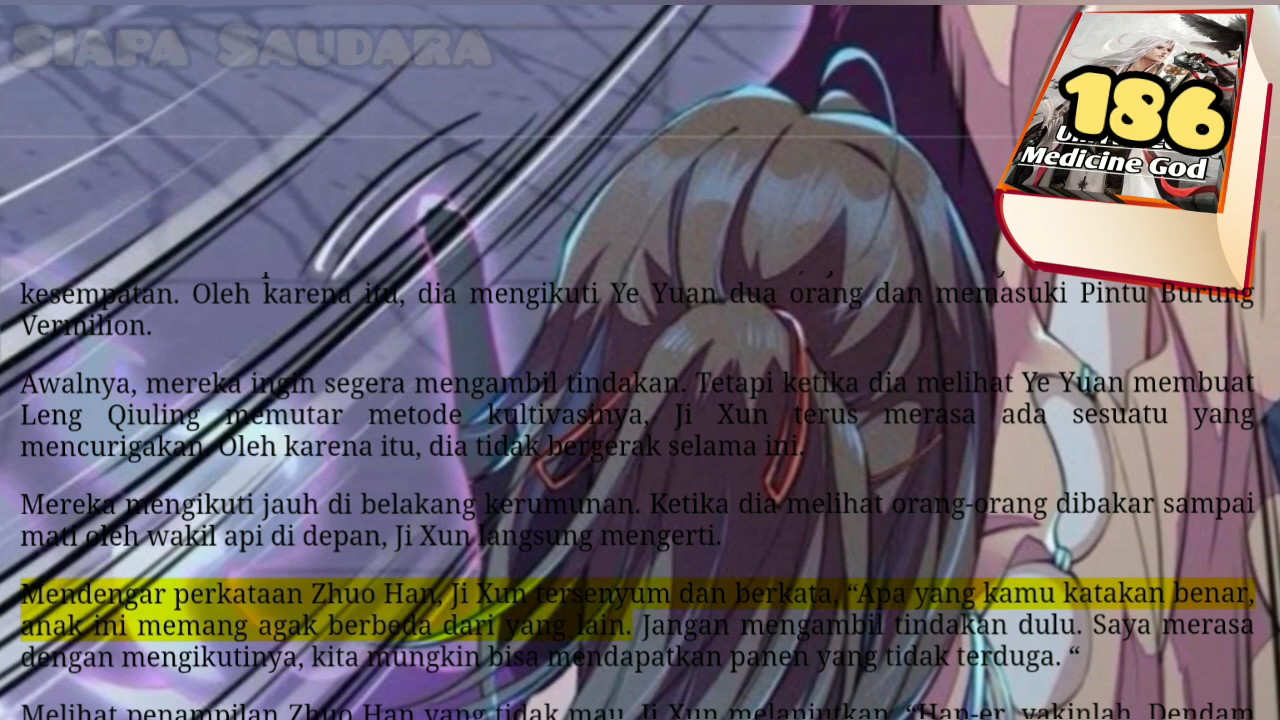 SIAPA SAUDARA
186
Medicine God
kesempatan. Oleh karena itu, dia mengikuti Ye Yuan dua orang dan memasuki Pintu Burung
Vermilion.
Awalnya, mereka ingin segera mengambil tindakan. Tetapi ketika dia melihat Ye Yuan membuat
Leng Qiuling memutar metode kultivasinya, Ji Xun terus merasa ada sesuatu yang
mencurigakan. Oleh karena itu, dia tidak bergerak selama ini.
Mereka mengikuti jauh di belakang kerumunan. Ketika dia melihat orang-orang dibakar sampai
mati oleh wakil api di depan, Ji Xun langsung mengerti.
Mendengar perkataan Zhuo Han, Ji Xun tersenyum dan berkata, “Apa yang kamu katakan benar,
anak ini memang agak berbeda dari yang lain. Jangan mengambil tindakan dulu. Saya merasa
dengan mengikutinya, kita mungkin bisa mendapatkan panen yang tidak terduga. “
Melihat penampilan Zhuo Han yang tidak mau, Ji Xun melanjutkan, “Han-er, yakinlah. Dendam